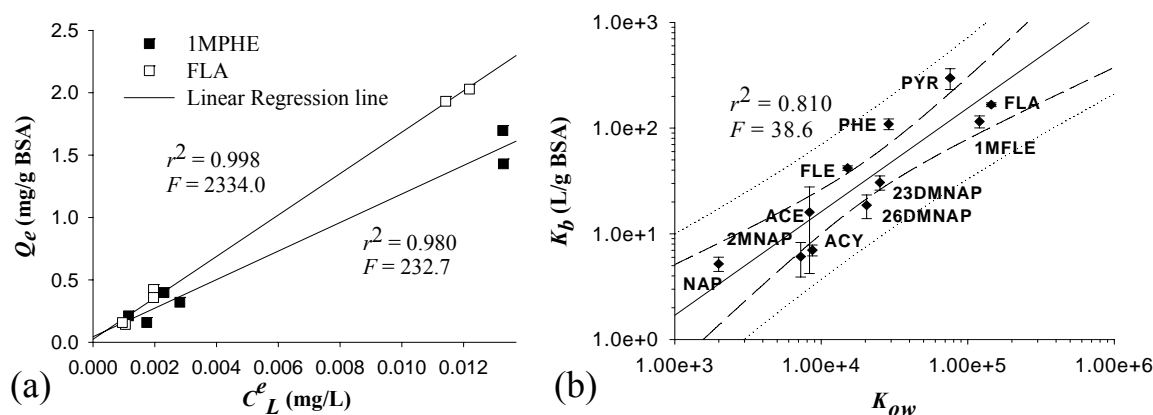 2.5
2.0
1.5
1.0
0.5
0.0
Qe (mg/g BSA)
1MPHE
FLA
Linear Regression line
r2 = 0.998
F = 2334.0
r2 = 0.980
F = 232.7
0.000 0.002 0.004 0.006 0.008 0.010 0.012
CeL (mg/L)
(a)
1.0e+3
1.0e+2
1.0e+1
1.0e+0
Kb (L/g BSA)
r2 = 0.810
F = 38.6
PYR
FLA
PHE
1MFLE
FLE
23DMNAP
ACE
26DMNAP
2MNAP
ACY
NAP
1.00e+3 1.00e+4 1.00e+5 1.00e+6
Kow
(b)